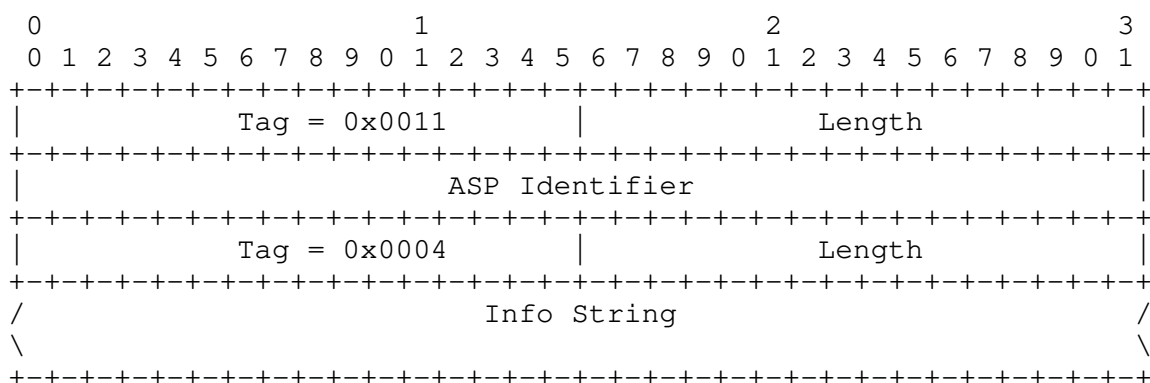 0                   1                   2                   3
 0 1 2 3 4 5 6 7 8 9 0 1 2 3 4 5 6 7 8 9 0 1 2 3 4 5 6 7 8 9 0 1
+-+-+-+-+-+-+-+-+-+-+-+-+-+-+-+-+-+-+-+-+-+-+-+-+-+-+-+-+-+-+-+-+
|            Tag = 0x0011       |             Length            |
+-+-+-+-+-+-+-+-+-+-+-+-+-+-+-+-+-+-+-+-+-+-+-+-+-+-+-+-+-+-+-+-+
|                        ASP Identifier                         |
+-+-+-+-+-+-+-+-+-+-+-+-+-+-+-+-+-+-+-+-+-+-+-+-+-+-+-+-+-+-+-+-+
|            Tag = 0x0004       |             Length            |
+-+-+-+-+-+-+-+-+-+-+-+-+-+-+-+-+-+-+-+-+-+-+-+-+-+-+-+-+-+-+-+-+
/                          Info String                          /
\                                                               \
+-+-+-+-+-+-+-+-+-+-+-+-+-+-+-+-+-+-+-+-+-+-+-+-+-+-+-+-+-+-+-+-+